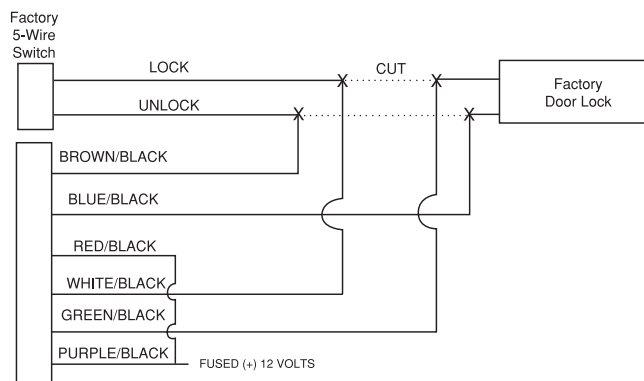 Factory
5-Wire
Switch
LOCK
CUT
UNLOCK
Factory
Door Lock
BROWN/BLACK
BLUE/BLACK
RED/BLACK
WHITE/BLACK
GREEN/BLACK
PURPLE/BLACK
FUSED (+) 12 VOLTS